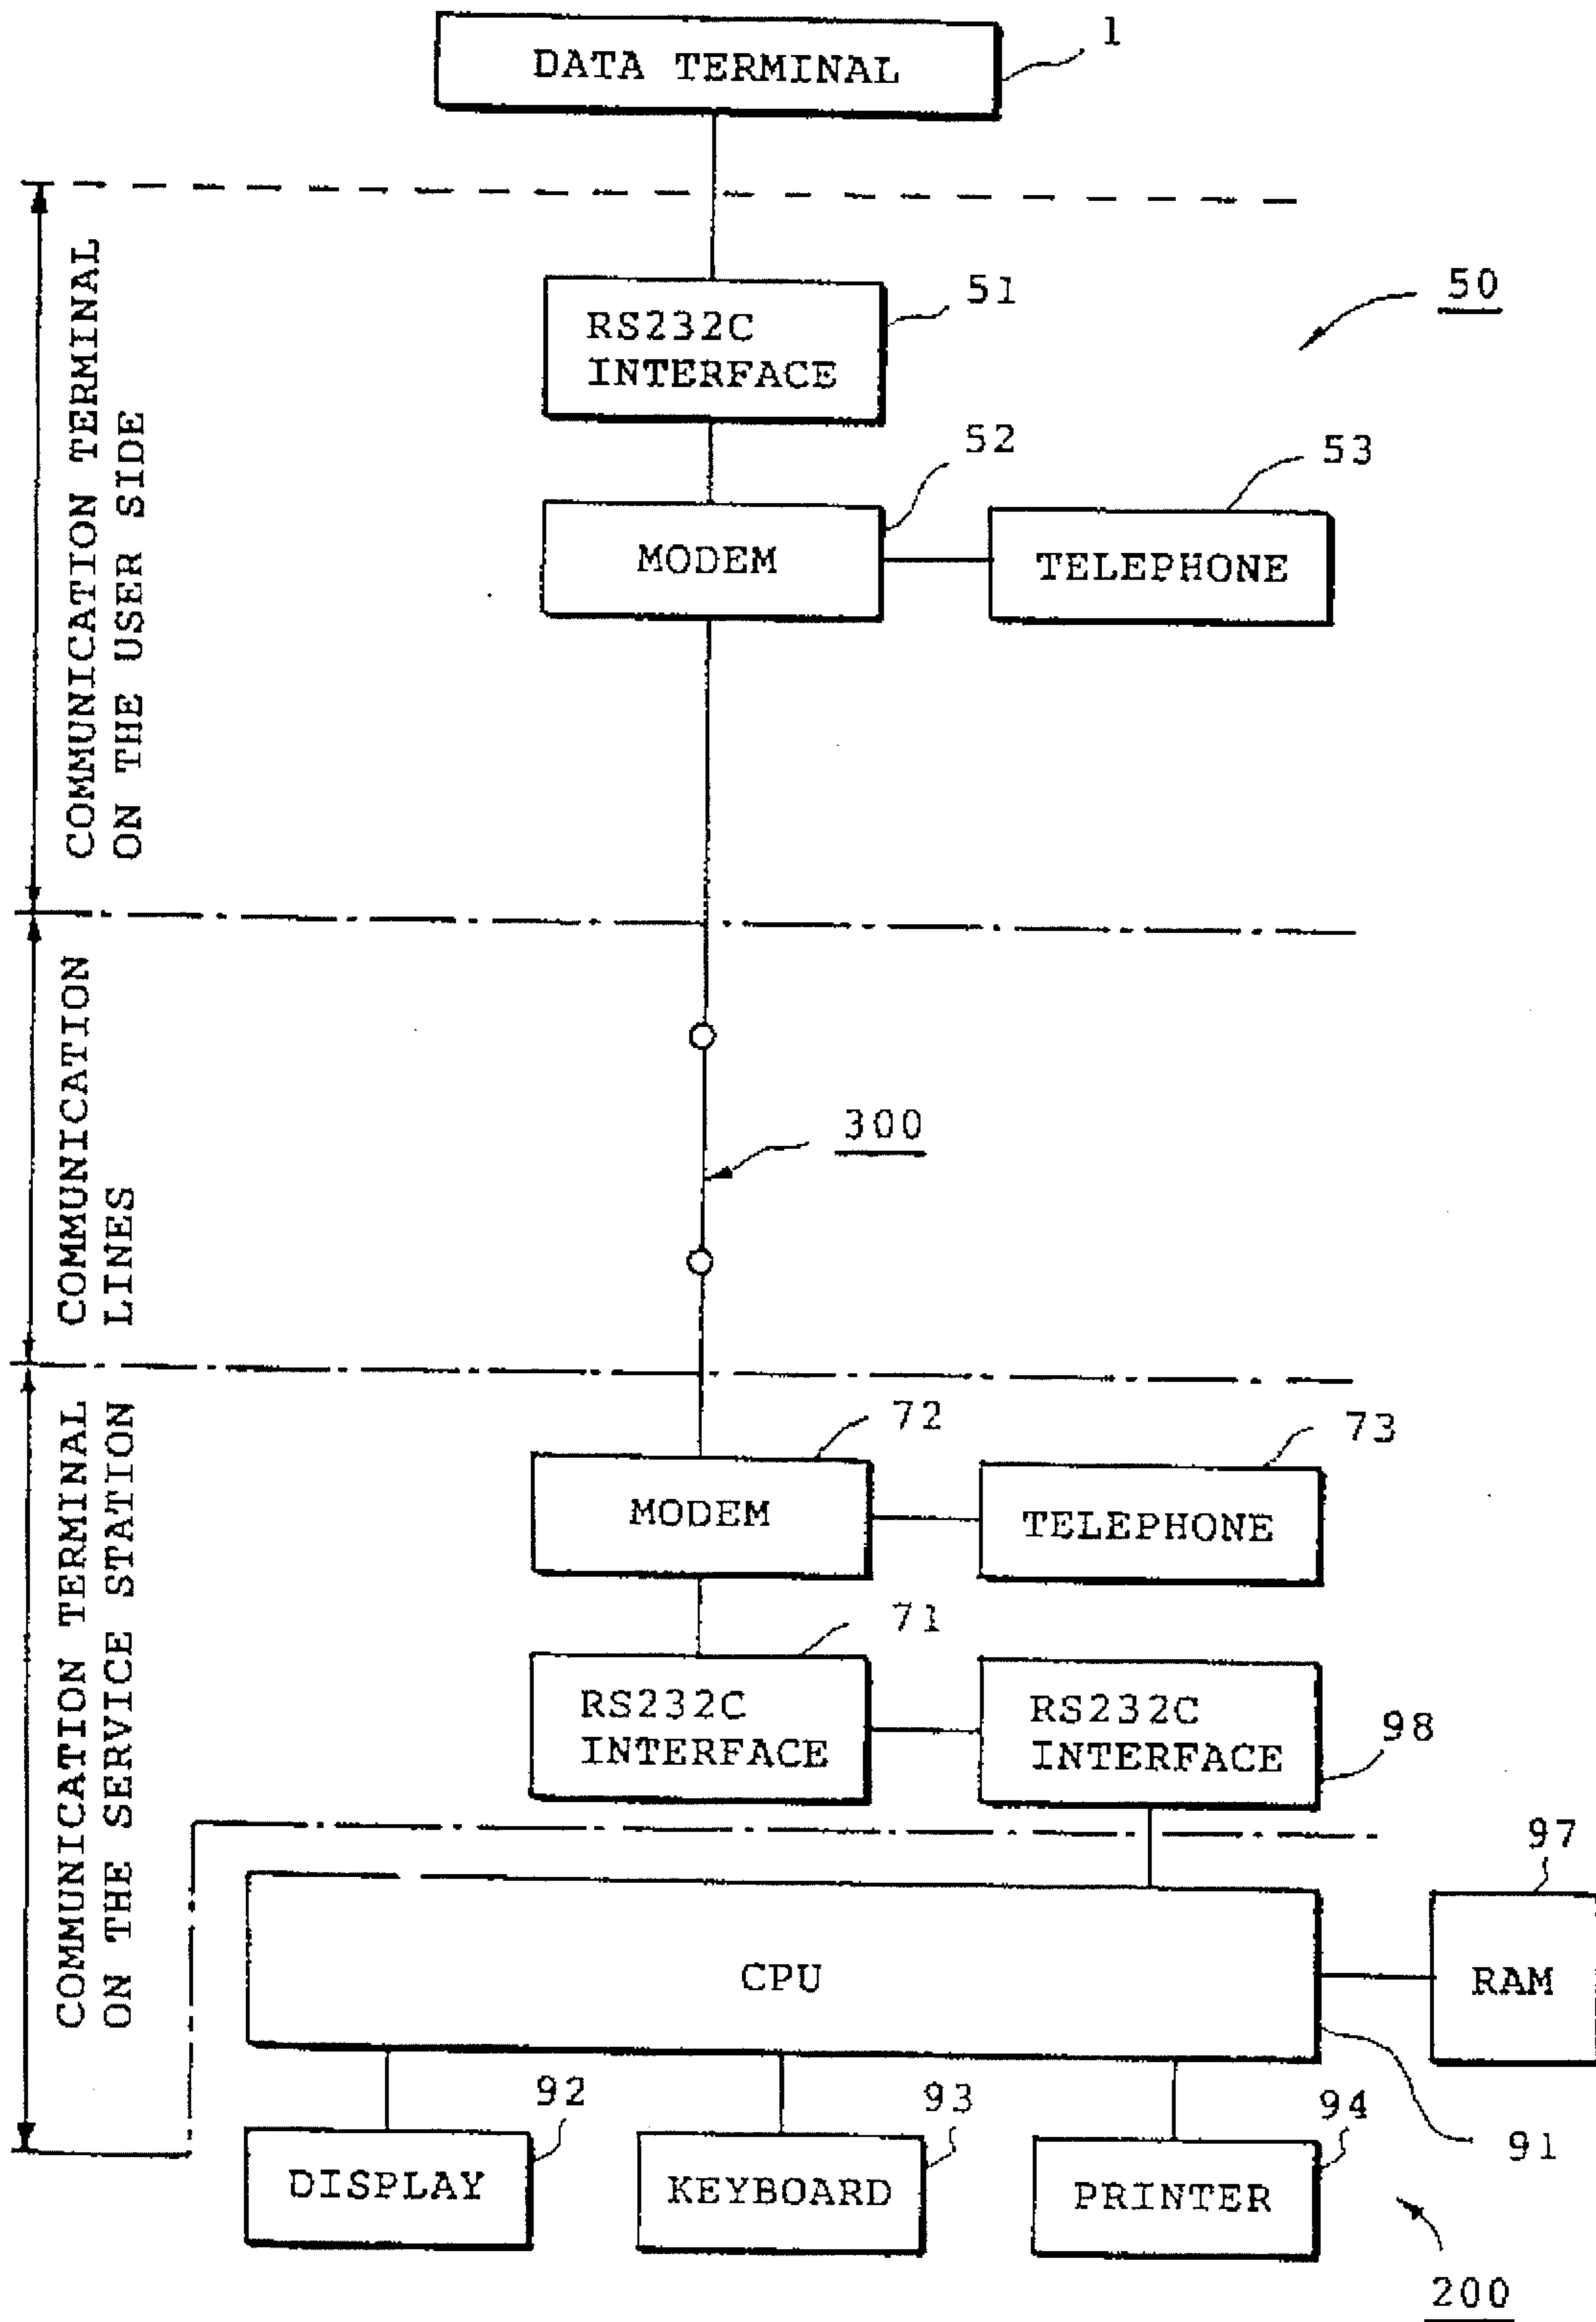 1
DATA TERMINAL
COMMUNICATION TERMINAL
ON THE USER SIDE
51
50
RS232C
INTERFACE
52
53
MODEM
TELEPHONE
COMMUNICATION
LINES
300
COMMUNICATION TERMINAL
ON THE SERVICE STATION
72
73
MODEM
TELEPHONE
71
RS232C
INTERFACE
RS232C
INTERFACE
98
97
CPU
RAM
92
93
94
91
DISPLAY
KEYBOARD
PRINTER
200